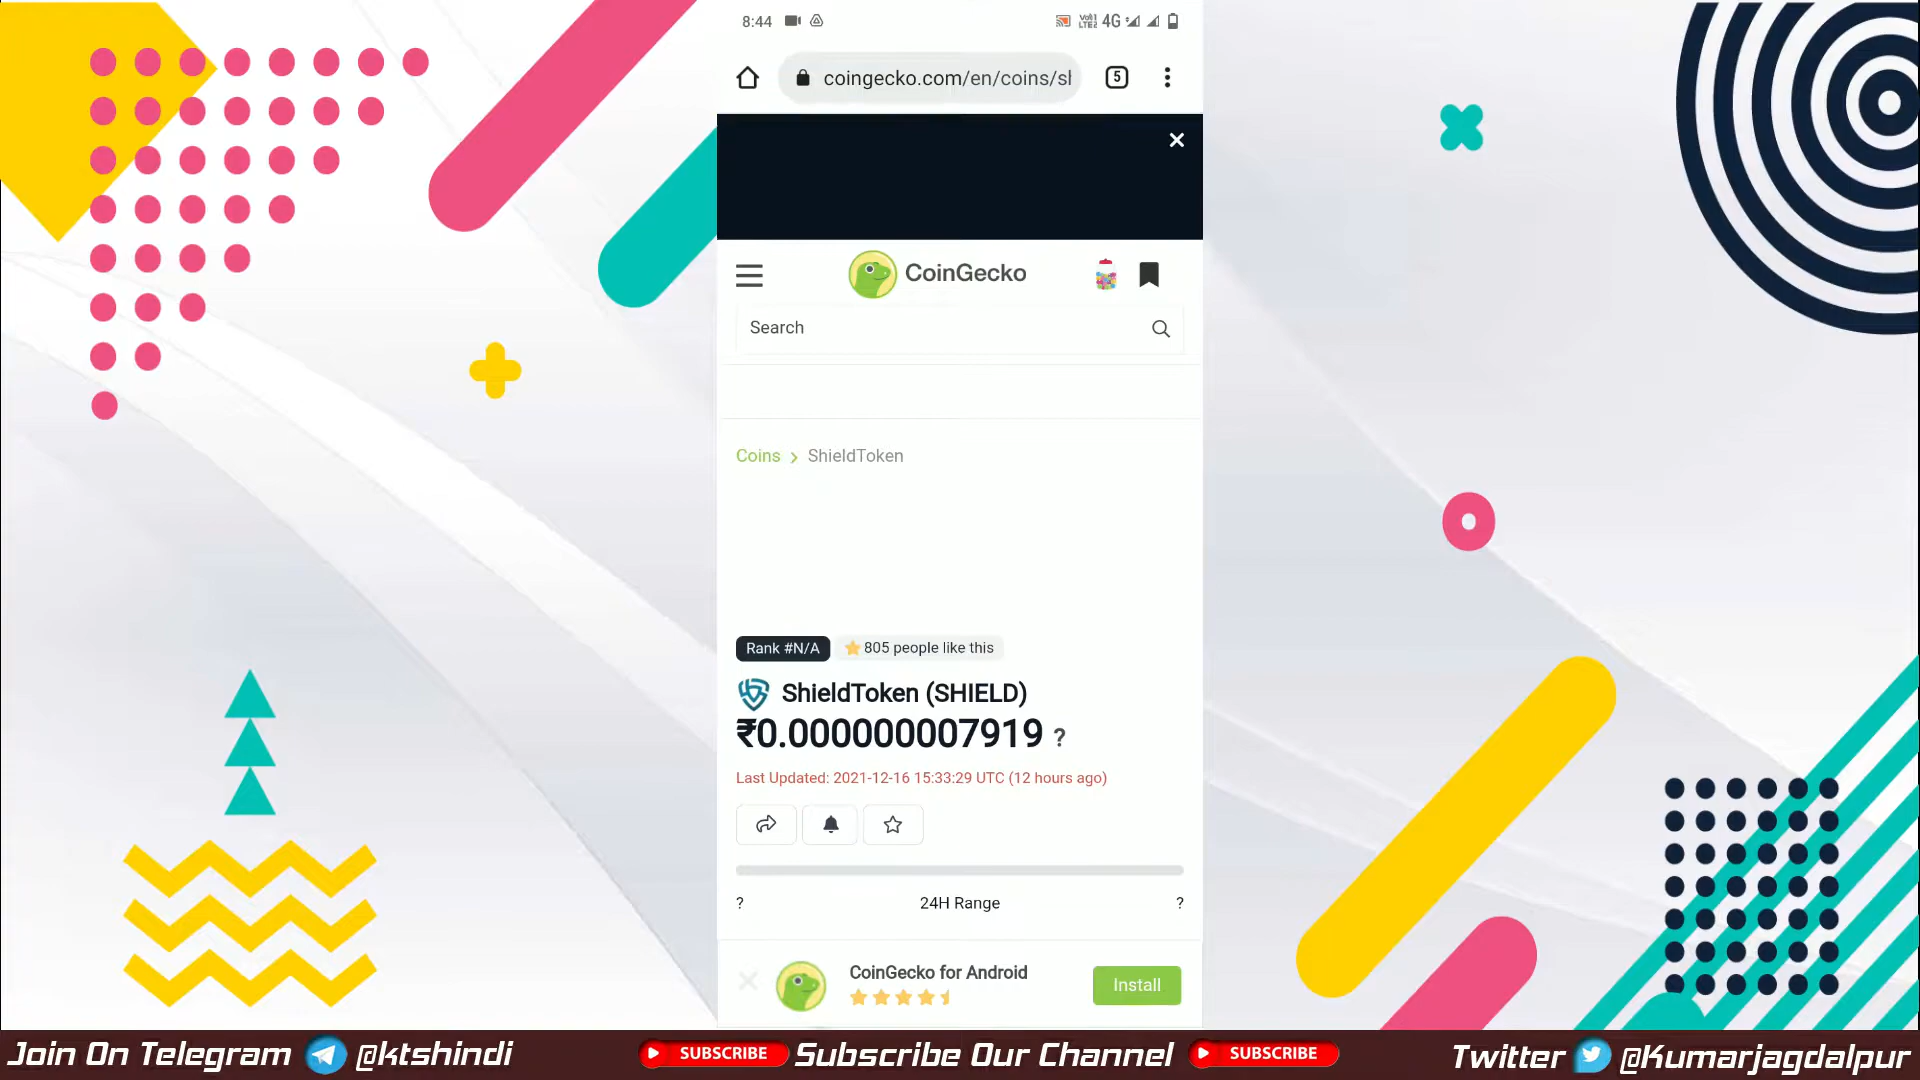 8:44
VoI1 LTE2 4G
coingecko.com/en/coins/sl
5
CoinGecko
Search
Coins > ShieldToken
Rank #N/A
805 people like this
ShieldToken (SHIELD)
₹0.000000007919 ?
Last Updated: 2021-12-16 15:33:29 UTC (12 hours ago)
? 24H Range ?
CoinGecko for Android
Install
Join On Telegram @ktshindi SUBSCRIBE Subscribe Our Channel SUBSCRIBE Twitter @Kumarjagdalpur